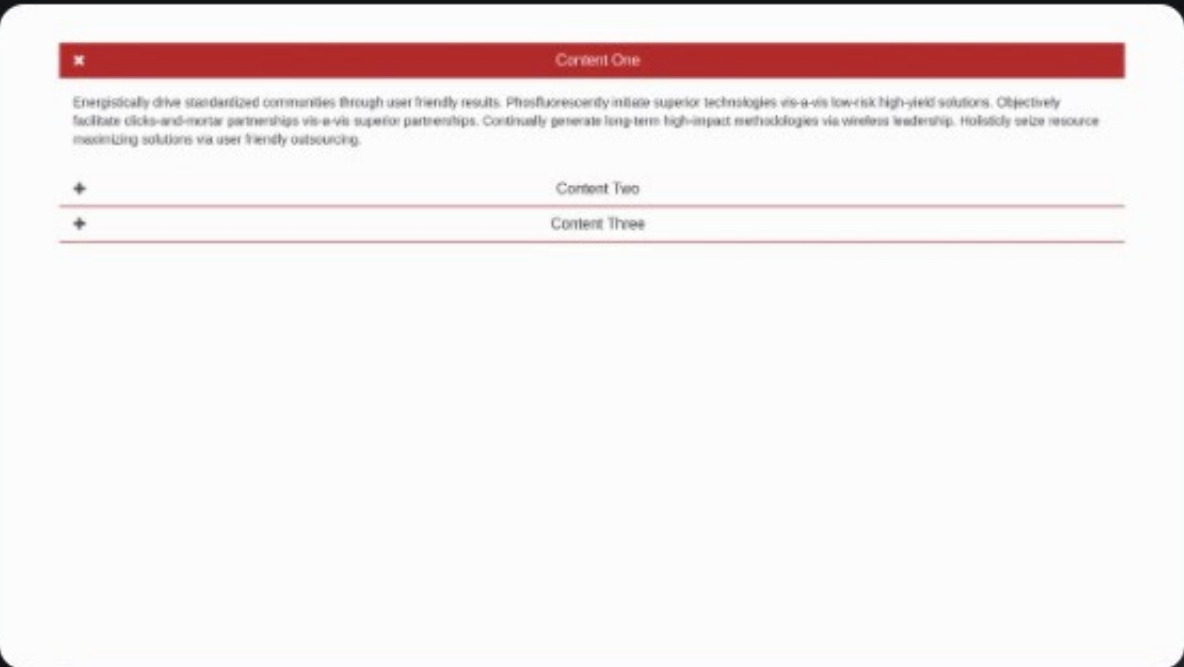 Content One
Energistically drive standardized communities through user friendly results. Phosfluorescently initiate superior technologies vis-a-vis low-risk high-yield solutions. Objectively
facilitate clicks-and-mortar partnerships vis-a-vis superior partnerships. Continually generate long-term high-impact methodologies via wireless leadership. Holisticly seize resource
maximizing solutions via user friendly outsourcing.
Content Two
Content Three